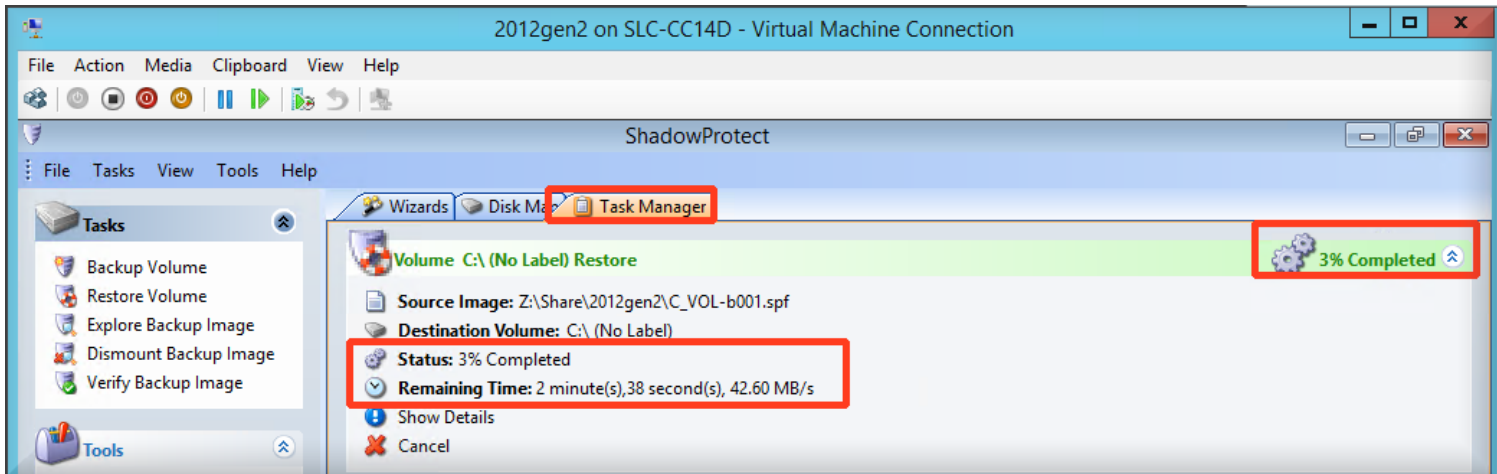 2012gen2 on SLC-CC14D - Virtual Machine Connection
File Action Media Clipboard View Help
ShadowProtect
File Tasks View Tools Help
Wizards Disk Ma Task Manager
Tasks
Backup Volume
Restore Volume
Explore Backup Image
Dismount Backup Image
Verify Backup Image
Tools
Volume C:\ (No Label) Restore
3% Completed
Source Image: Z:\Share\2012gen2\C_VOL-b001.spf
Destination Volume: C:\ (No Label)
Status: 3% Completed
Remaining Time: 2 minute(s),38 second(s), 42.60 MB/s
Show Details
Cancel